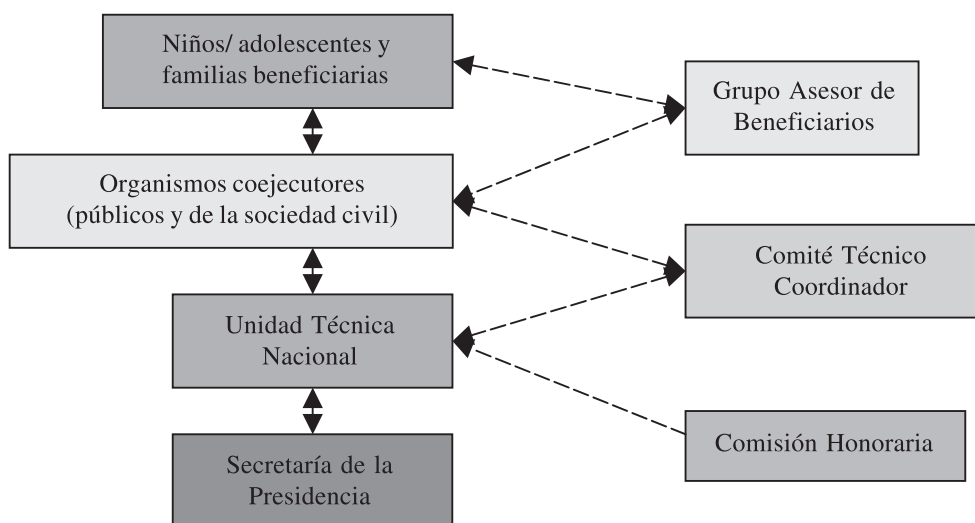 Niños/ adolescentes y
familias beneficiarias
Grupo Asesor de
Beneficiarios
Organismos coejecutores
(públicos y de la sociedad civil)
Comité Técnico
Coordinador
Unidad Técnica
Nacional
Comisión Honoraria
Secretaría de la
Presidencia